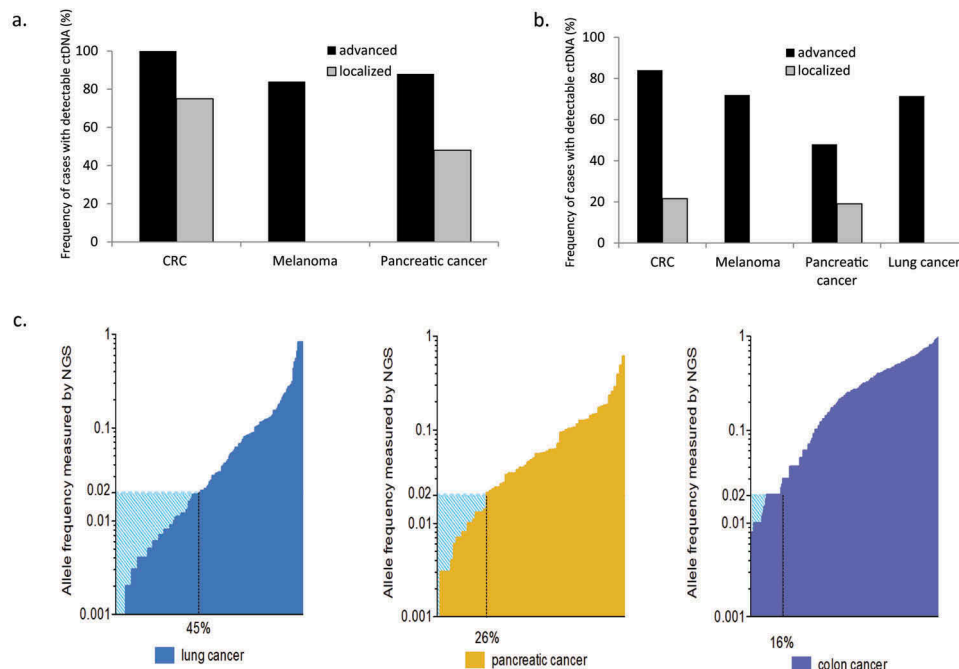 a.
Frequency of cases with detectable ctDNA (%)
100
80
60
40
20
0
advanced
localized
CRC
Melanoma
Pancreatic cancer
b.
Frequency of cases with detectable ctDNA (%)
100
80
60
40
20
0
advanced
localized
CRC
Melanoma
Pancreatic
cancer
Lung cancer
c.
Allele frequency measured by NGS
1
0.1
0.02
0.01
0.001
45%
lung cancer
Allele frequency measured by NGS
1
0.1
0.02
0.01
0.001
26%
pancreatic cancer
Allele frequency measured by NGS
1
0.1
0.02
0.01
0.001
16%
colon cancer